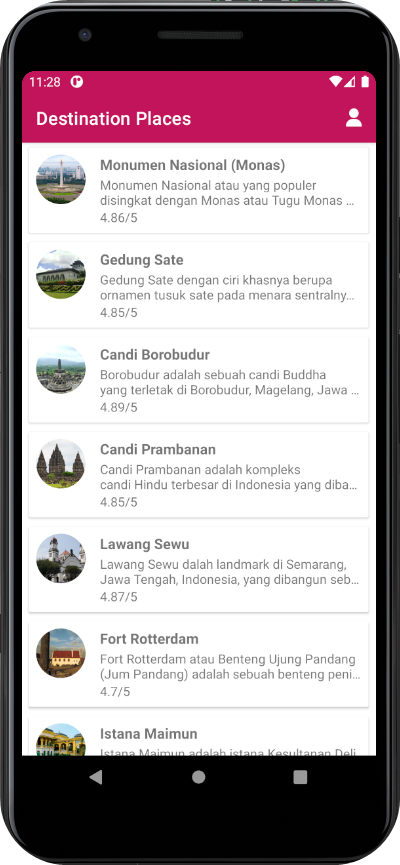 11:28
Destination Places
Monumen Nasional (Monas)
Monumen Nasional atau yang populer
disingkat dengan Monas atau Tugu Monas ...
4.86/5
Gedung Sate
Gedung Sate dengan ciri khasnya berupa
ornamen tusuk sate pada menara sentralny...
4.85/5
Candi Borobudur
Borobudur adalah sebuah candi Buddha
yang terletak di Borobudur, Magelang, Jawa ...
4.89/5
Candi Prambanan
Candi Prambanan adalah kompleks
candi Hindu terbesar di Indonesia yang diba...
4.85/5
Lawang Sewu
Lawang Sewu dalah landmark di Semarang,
Jawa Tengah, Indonesia, yang dibangun seb...
4.87/5
Fort Rotterdam
Fort Rotterdam atau Benteng Ujung Pandang
(Jum Pandang) adalah sebuah benteng peni...
4.7/5
Istana Maimun
Istana Maimun adalah istana Kesultanan Deli